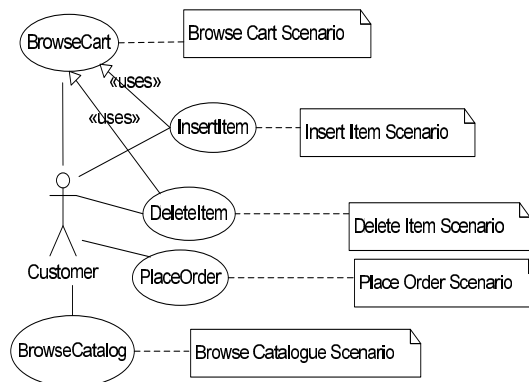 BrowseCart
Browse Cart Scenario
«uses»
«uses»
InsertItem
Insert Item Scenario
DeleteItem
Delete Item Scenario
Customer
PlaceOrder
Place Order Scenario
BrowseCatalog
Browse Catalogue Scenario